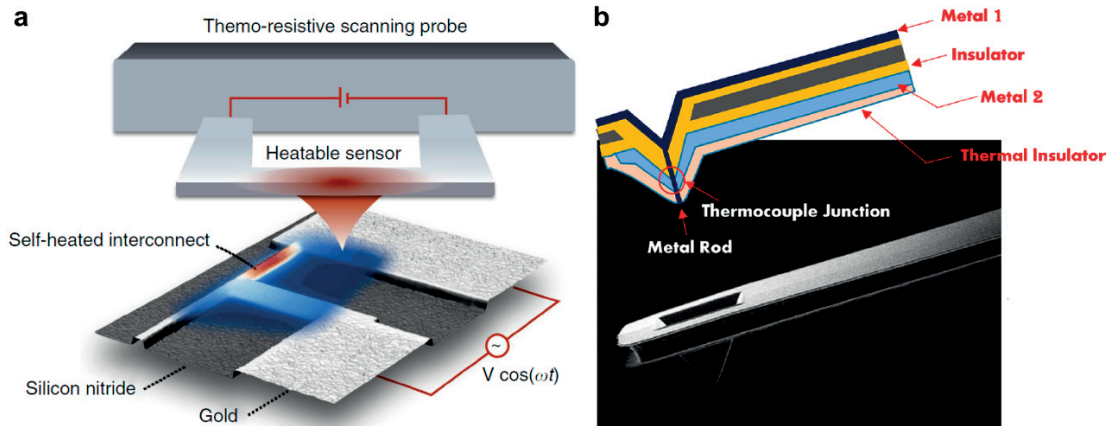 a
Themo-resistive scanning probe
Heatable sensor
Self-heated interconnect
Silicon nitride
Gold
~
V cos(ωt)
b
Metal 1
Insulator
Metal 2
Thermal Insulator
Thermocouple Junction
Metal Rod